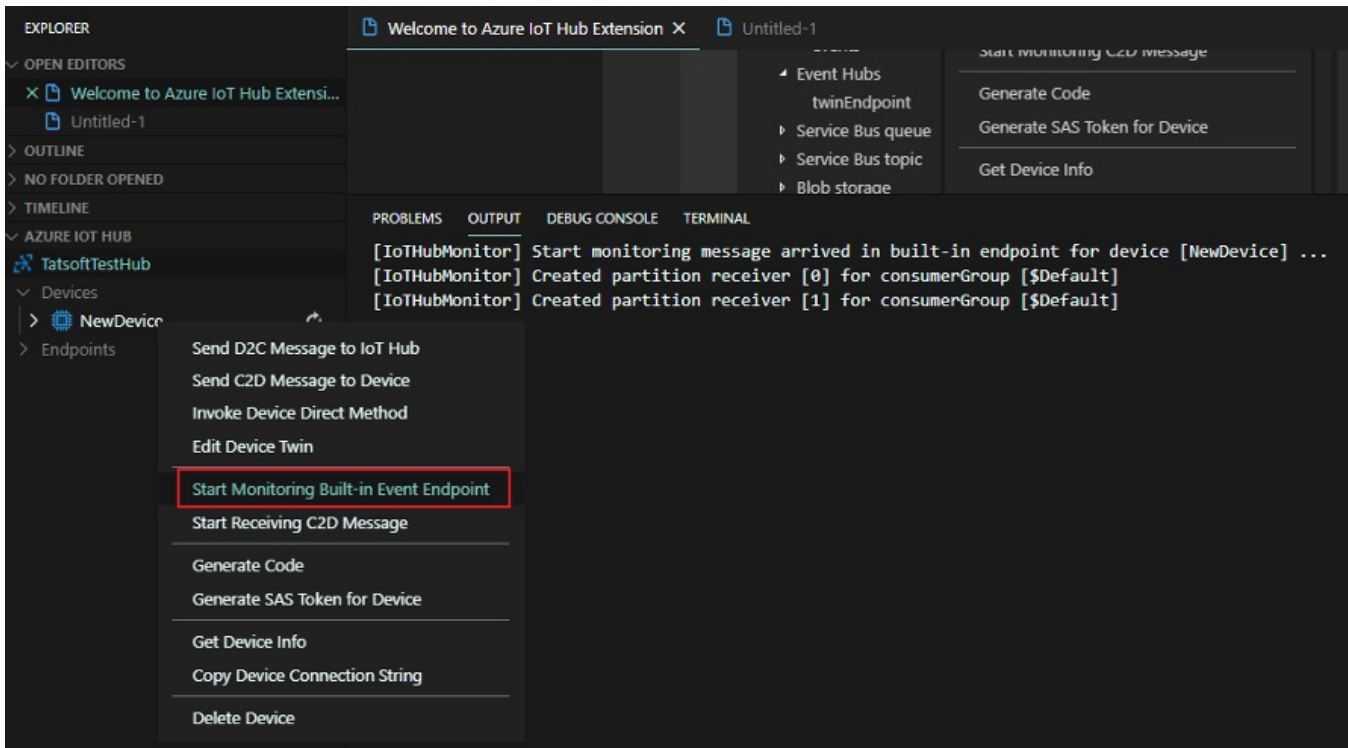 EXPLORER
OPEN EDITORS
Welcome to Azure IoT Hub Extensi...
Untitled-1
OUTLINE
NO FOLDER OPENED
TIMELINE
AZURE IOT HUB
TatsoftTestHub
Devices
NewDevice
Endpoints
Welcome to Azure IoT Hub Extension
Untitled-1
Event Hubs
twinEndpoint
Service Bus queue
Service Bus topic
Blob storage
Start Monitoring C2D Message
Generate Code
Generate SAS Token for Device
Get Device Info
PROBLEMS OUTPUT DEBUG CONSOLE TERMINAL
[IoTHubMonitor] Start monitoring message arrived in built-in endpoint for device [NewDevice] ...
[IoTHubMonitor] Created partition receiver [0] for consumerGroup [$Default]
[IoTHubMonitor] Created partition receiver [1] for consumerGroup [$Default]
Send D2C Message to IoT Hub
Send C2D Message to Device
Invoke Device Direct Method
Edit Device Twin
Start Monitoring Built-in Event Endpoint
Start Receiving C2D Message
Generate Code
Generate SAS Token for Device
Get Device Info
Copy Device Connection String
Delete Device